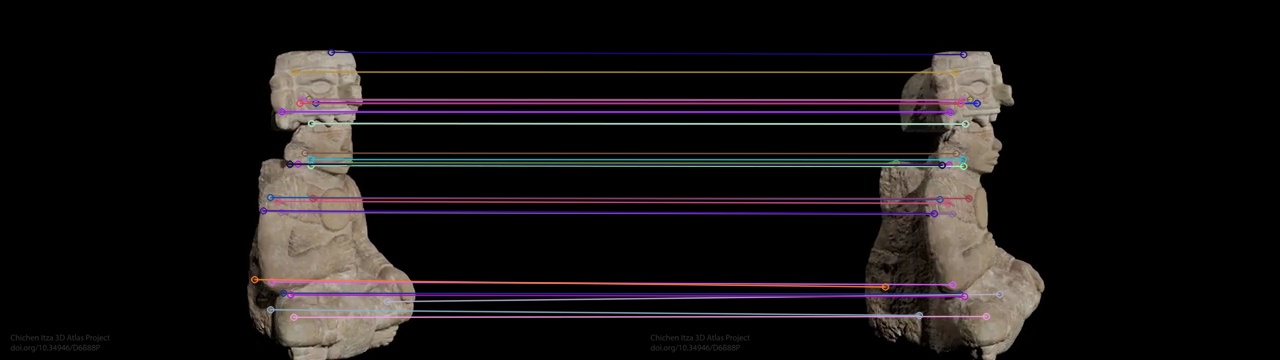 Chichen Itza 3D Atlas Project
doi.org/10.34946/D6B88P
Chichen Itza 3D Atlas Project
doi.org/10.34946/D6B88P